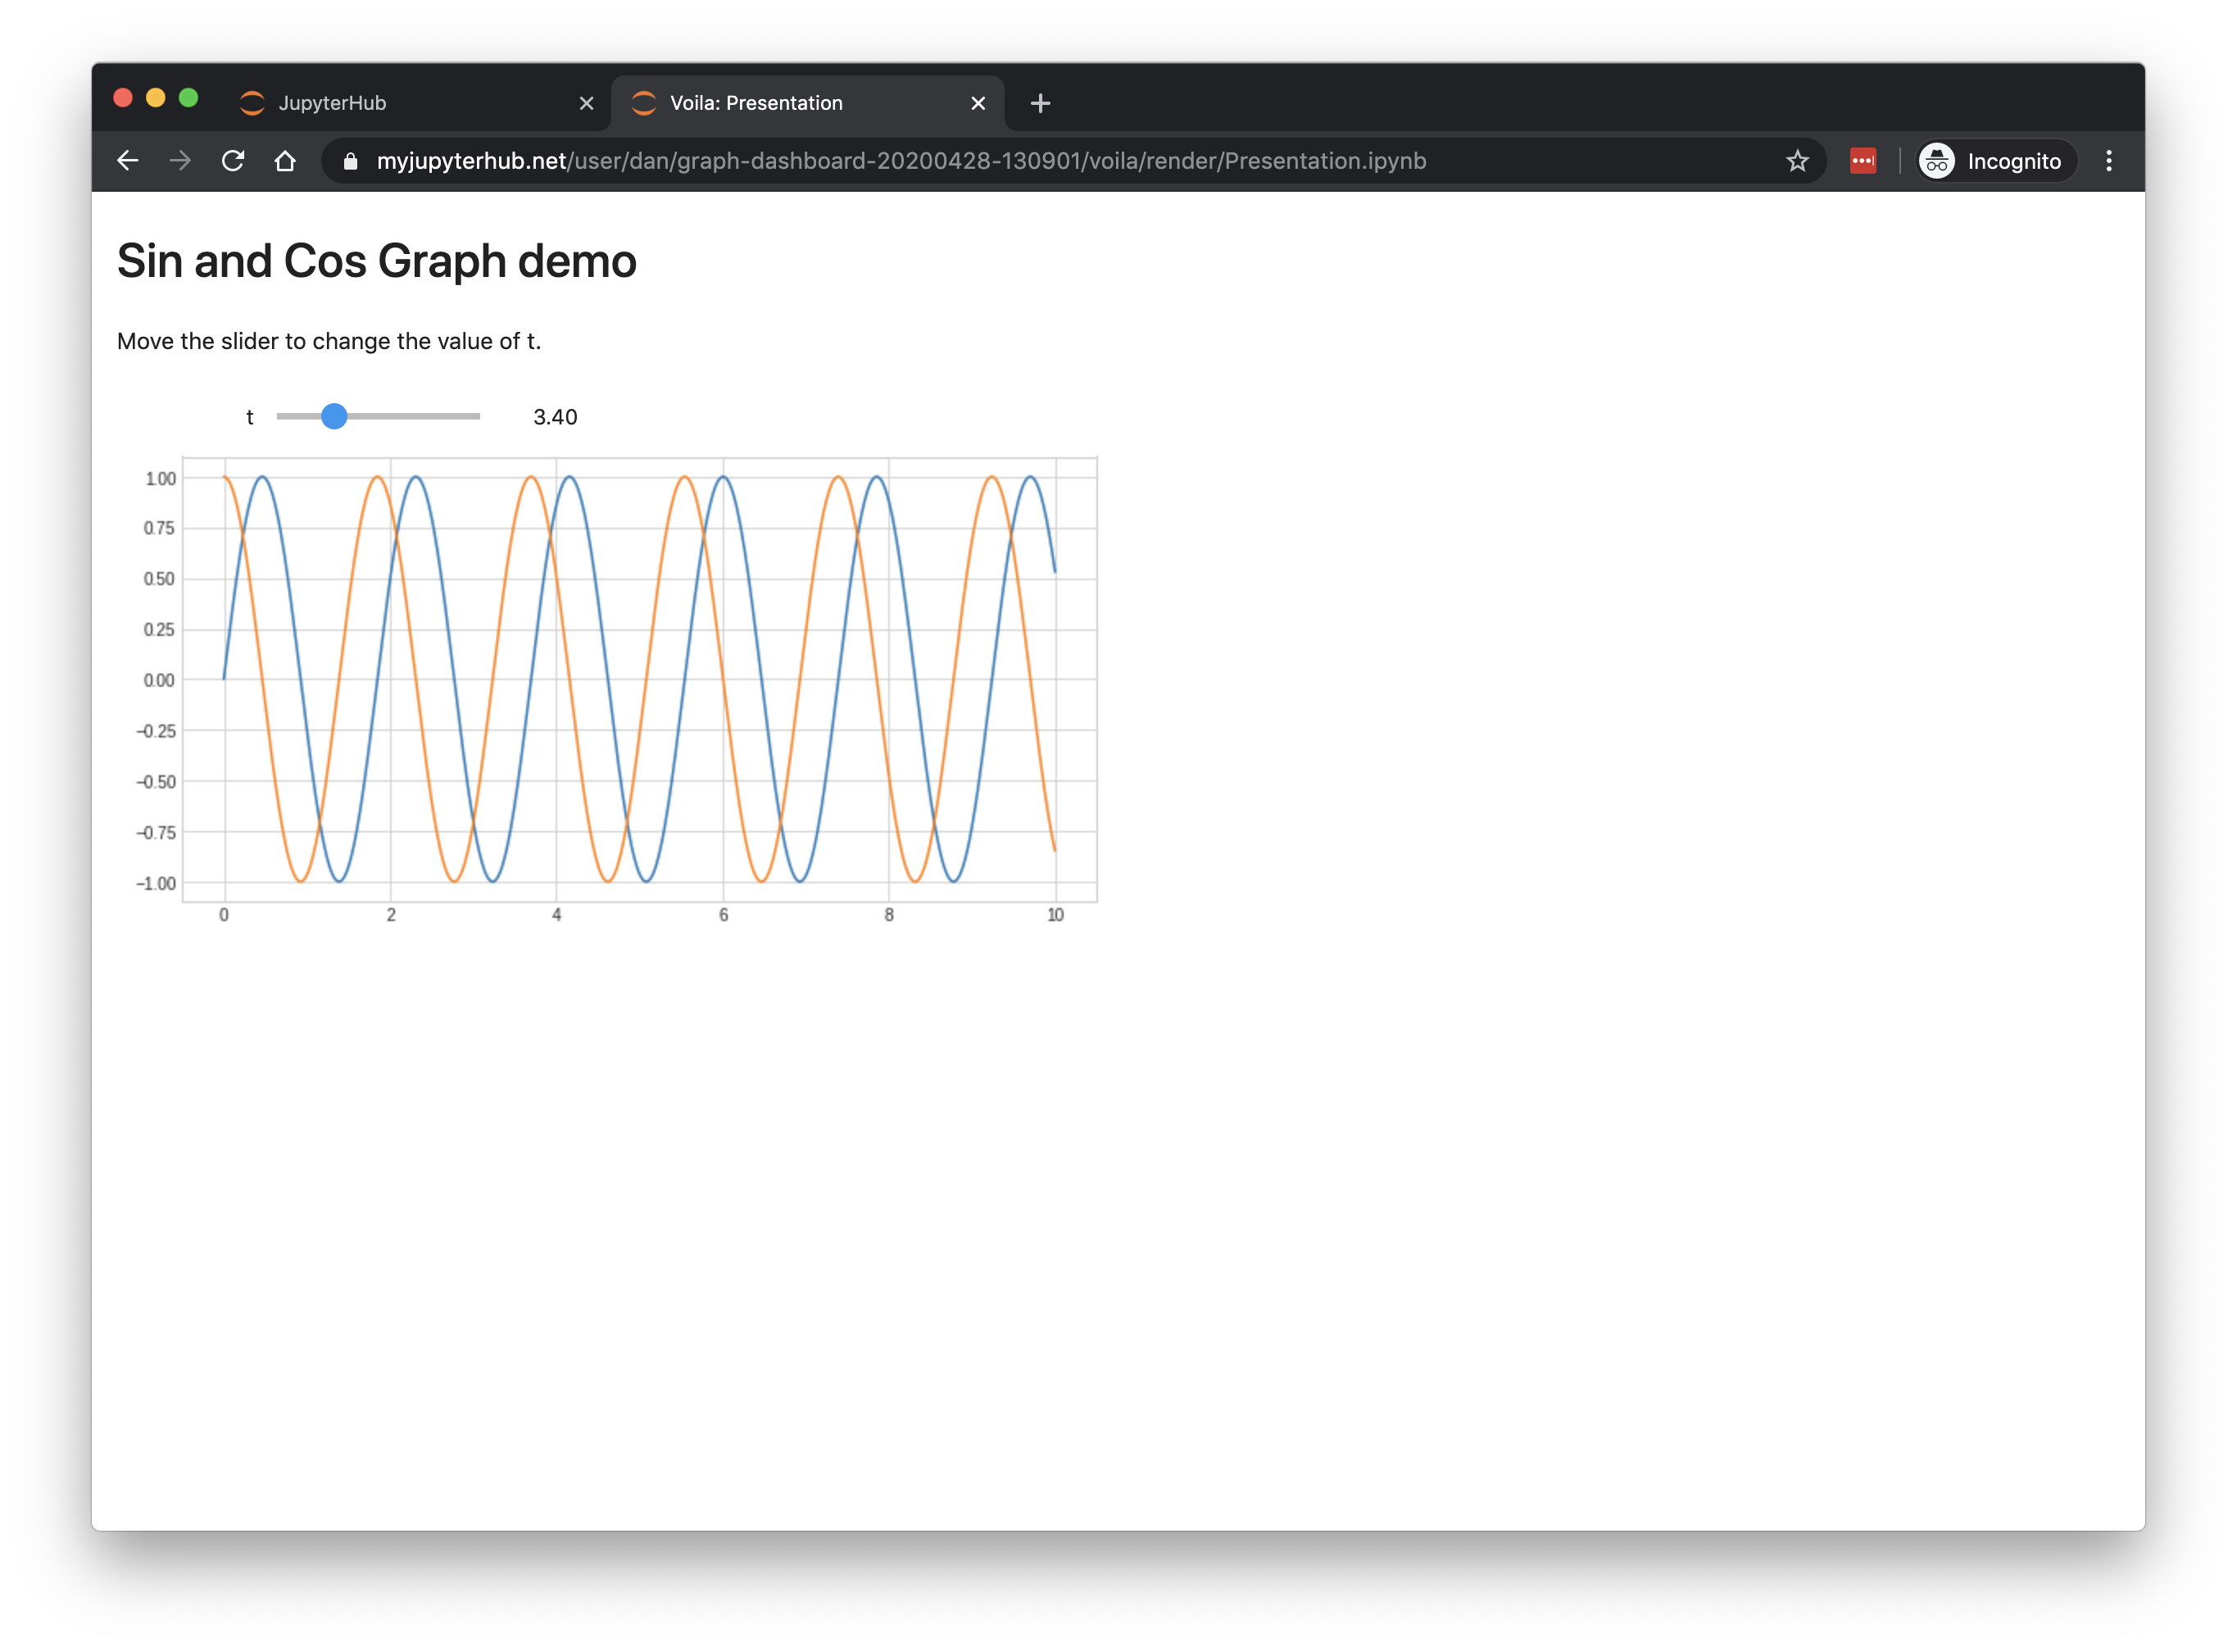 JupyterHub
Voila: Presentation
myjupyterhub.net/user/dan/graph-dashboard-20200428-130901/voila/render/Presentation.ipynb
Incognito
Sin and Cos Graph demo
Move the slider to change the value of t.
t 3.40
1.00
0.75
0.50
0.25
0.00
−0.25
−0.50
−0.75
−1.00
0 2 4 6 8 10